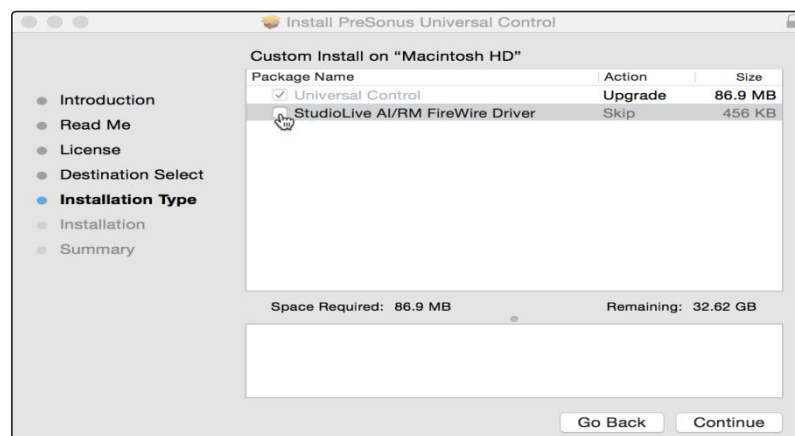 Install PreSonus Universal Control
Custom Install on “Macintosh HD”
Package Name Action Size
Universal Control Upgrade 86.9 MB
StudioLive AI/RM FireWire Driver Skip 456 KB
Introduction
Read Me
License
Destination Select
Installation Type
Installation
Summary
Space Required: 86.9 MB Remaining: 32.62 GB
Go Back Continue